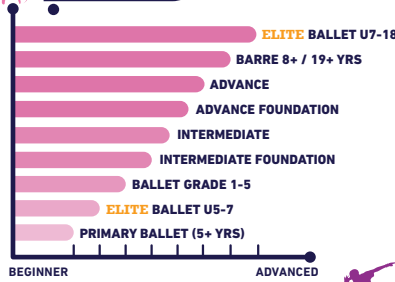 ELITE BALLET U7-18
BARRE 8+ / 19+ YRS
ADVANCE
ADVANCE FOUNDATION
INTERMEDIATE
INTERMEDIATE FOUNDATION
BALLET GRADE 1-5
ELITE BALLET U5-7
PRIMARY BALLET (5+ YRS)
BEGINNER ADVANCED